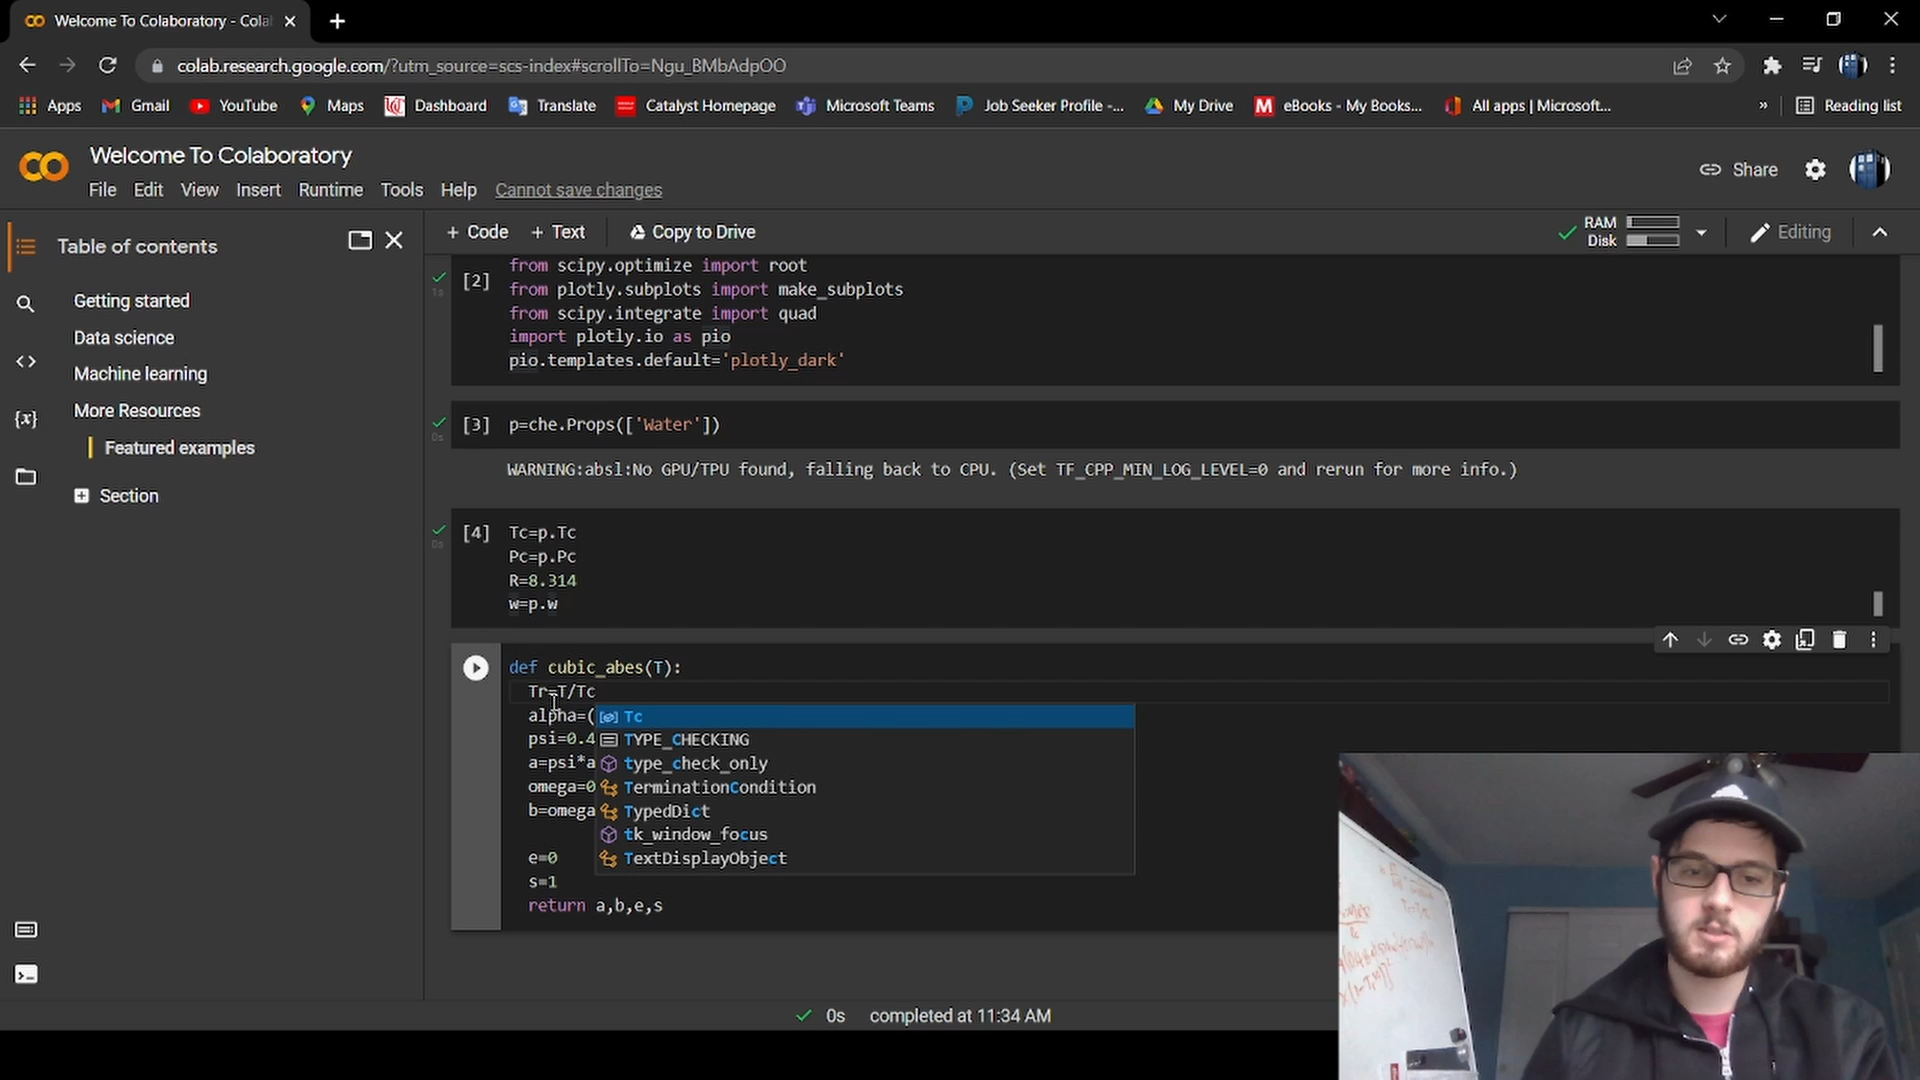 Welcome To Colaboratory - Cola
colab.research.google.com/?utm_source=scs-index#scrollTo=Ngu_BMbAdpOO
Apps Gmail YouTube Maps Dashboard Translate Catalyst Homepage Microsoft Teams Job Seeker Profile -... My Drive eBooks - My Books... All apps | Microsoft... » Reading list
Welcome To Colaboratory
File Edit View Insert Runtime Tools Help Cannot save changes
Share
Table of contents
Getting started
Data science
Machine learning
More Resources
Featured examples
Section
+ Code + Text Copy to Drive
RAM
Disk
Editing
[2]
1s
from scipy.optimize import root
from plotly.subplots import make_subplots
from scipy.integrate import quad
import plotly.io as pio
pio.templates.default='plotly_dark'
[3] p=che.Props(['Water'])
0s
WARNING:absl:No GPU/TPU found, falling back to CPU. (Set TF_CPP_MIN_LOG_LEVEL=0 and rerun for more info.)
[4] Tc=p.Tc
0s
Pc=p.Pc
R=8.314
w=p.w
def cubic_abes(T):
Tr=T/Tc
alpha=(
psi=0.4
a=psi*a
omega=0
b=omega
e=0
s=1
return a,b,e,s
Tc
TYPE_CHECKING
type_check_only
TerminationCondition
TypedDict
tk_window_focus
TextDisplayObject
0s completed at 11:34 AM